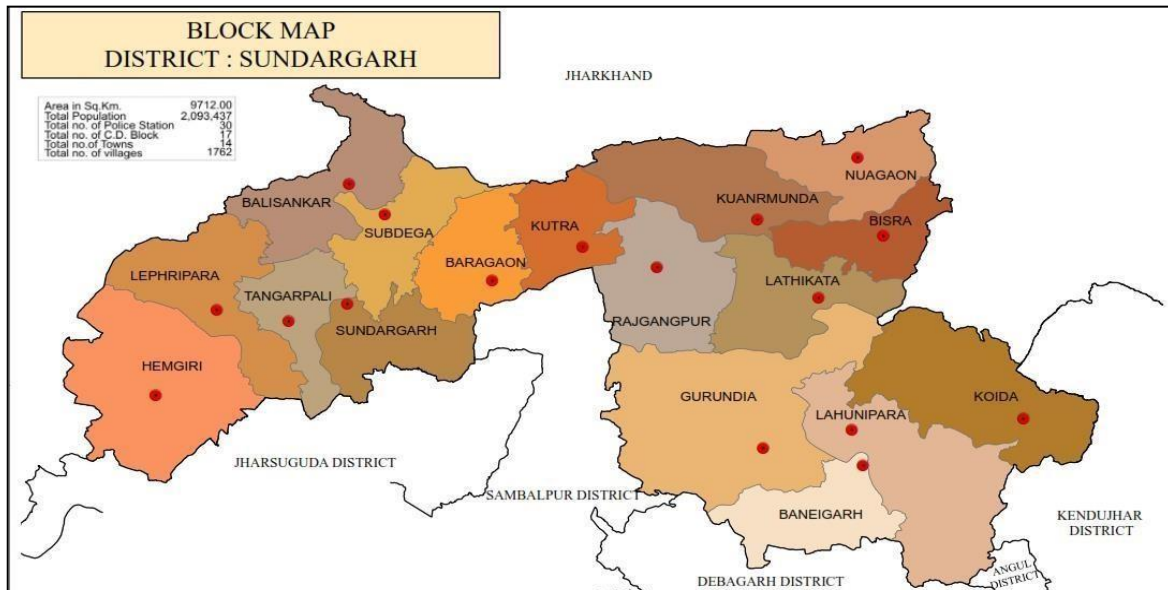 BLOCK MAP
DISTRICT : SUNDARGARH
JHARKHAND
Area in Sq.Km. 9712.00
Total Population 2,093,437
Total no. of Police Station 30
Total no. of C.D. Block 17
Total no.of Towns 14
Total no. of villages 1762
NUAGAON
BALISANKAR
KUANRMUNDA
SUBDEGA
KUTRA
BISRA
BARAGAON
LEPHRIPARA
LATHIKATA
TANGARPALI
SUNDARGARH
RAJGANGPUR
HEMGIRI
GURUNDIA
LAHUNIPARA
KOIDA
JHARSUGUDA DISTRICT
SAMBALPUR DISTRICT
BANEIGARH
KENDUJHAR
DISTRICT
DEBAGARH DISTRICT
ANGUL
DISTRICT